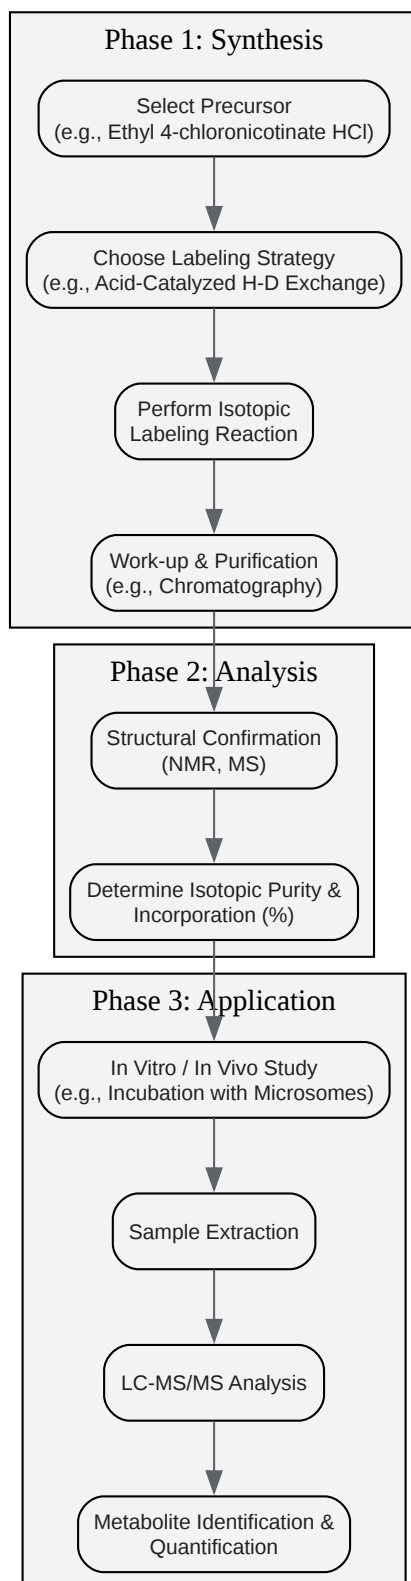 Phase 1: Synthesis
Select Precursor
(e.g., Ethyl 4-chloronicotinate HCl)
Choose Labeling Strategy
(e.g., Acid-Catalyzed H-D Exchange)
Perform Isotopic
Labeling Reaction
Work-up & Purification
(e.g., Chromatography)
Phase 2: Analysis
Structural Confirmation
(NMR, MS)
Determine Isotopic Purity &
Incorporation (%)
Phase 3: Application
In Vitro / In Vivo Study
(e.g., Incubation with Microsomes)
Sample Extraction
LC-MS/MS Analysis
Metabolite Identification &
Quantification